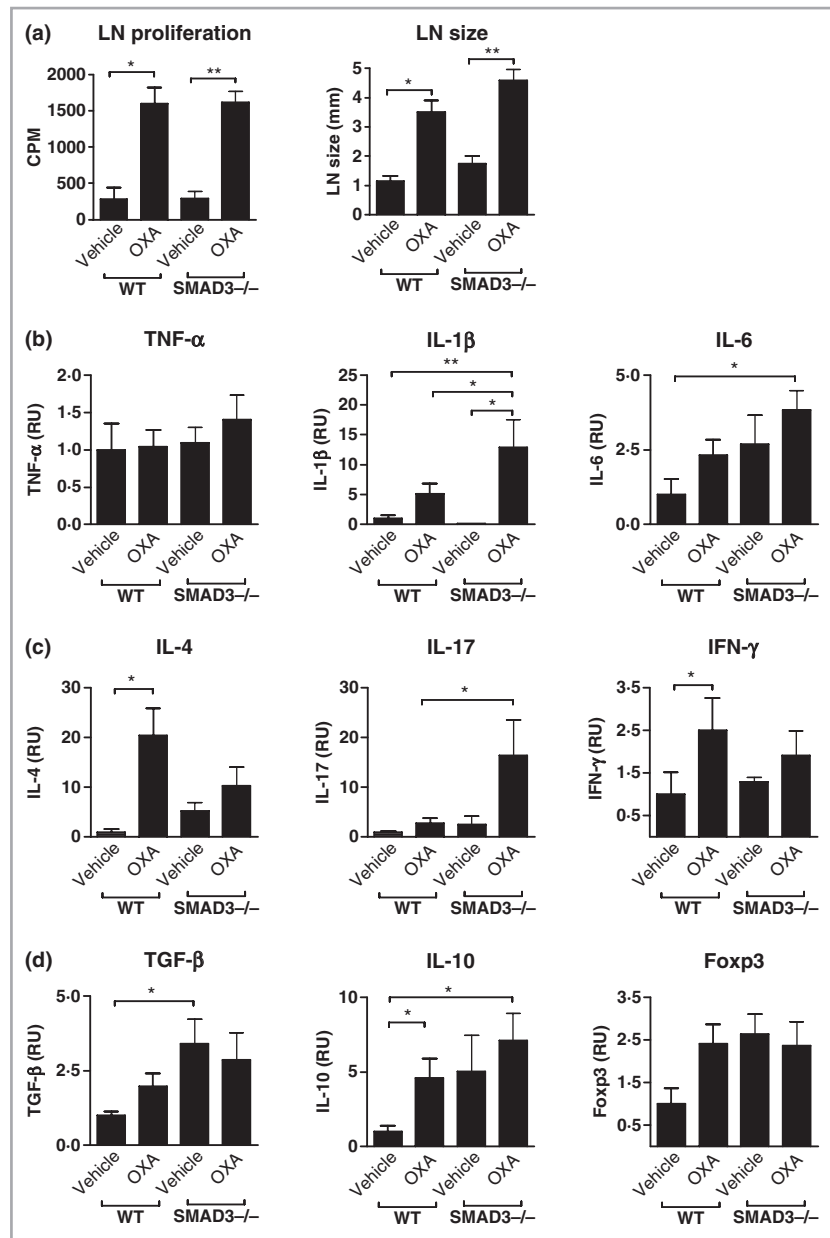 (a) LN proliferation LN size
* **
* **
CPM
2000
1500
1000
500
0
LN size (mm)
5
4
3
2
1
0
Vehicle OXA Vehicle OXA
WT SMAD3–/–
Vehicle OXA Vehicle OXA
WT SMAD3–/–
(b) TNF-α IL-1β IL-6
TNF-α (RU)
2·0
1·5
1·0
0·5
0·0
IL-1β (RU)
25
20
15
10
5
0
**
*
*
IL-6 (RU)
5·0
2·5
0·0
*
Vehicle OXA Vehicle OXA
WT SMAD3–/–
Vehicle OXA Vehicle OXA
WT SMAD3–/–
Vehicle OXA Vehicle OXA
WT SMAD3–/–
(c) IL-4 IL-17 IFN-γ
IL-4 (RU)
30
20
10
0
*
IL-17 (RU)
30
20
10
0
*
IFN-γ (RU)
3·5
2·5
1·5
0·5
*
Vehicle OXA Vehicle OXA
WT SMAD3–/–
Vehicle OXA Vehicle OXA
WT SMAD3–/–
Vehicle OXA Vehicle OXA
WT SMAD3–/–
(d) TGF-β IL-10 Foxp3
TGF-β (RU)
5·0
2·5
0·0
*
IL-10 (RU)
10
5
0
*
*
Foxp3 (RU)
3·5
2·5
1·5
0·5
Vehicle OXA Vehicle OXA
WT SMAD3–/–
Vehicle OXA Vehicle OXA
WT SMAD3–/–
Vehicle OXA Vehicle OXA
WT SMAD3–/–